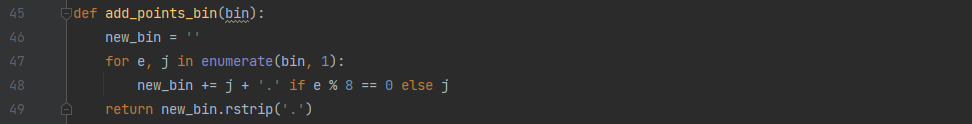 45 def add_points_bin(bin):
46     new_bin = ''
47     for e, j in enumerate(bin, 1):
48         new_bin += j + '.' if e % 8 == 0 else j
49     return new_bin.rstrip('.')